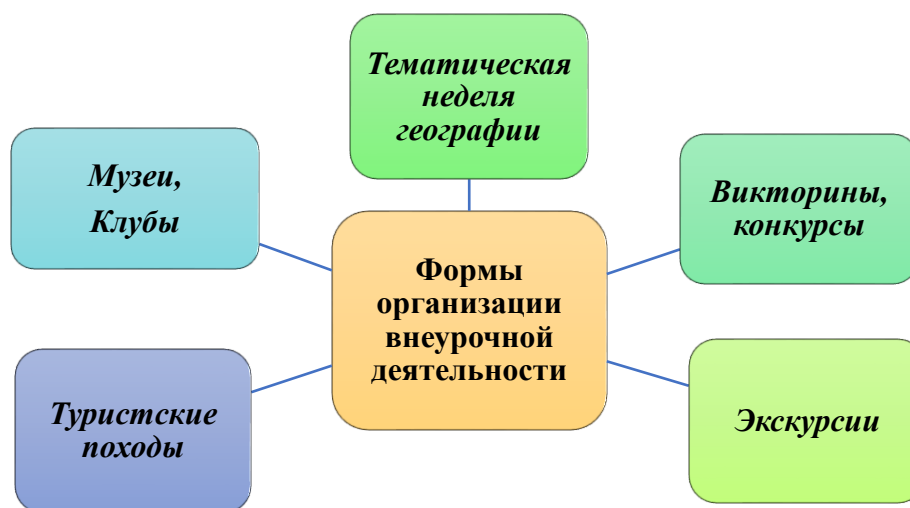 Тематическая
неделя
географии
Музеи,
Клубы
Викторины,
конкурсы
Формы
организации
внеурочной
деятельности
Туристские
походы
Экскурсии